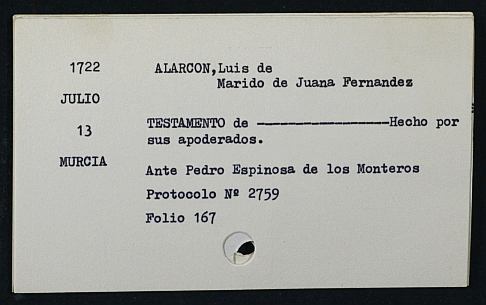 1722
JULIO
13
MURCIA
ALARCON,Luis de
Marido de Juana Fernandez
TESTAMENTO de -----------------Hecho por
sus apoderados.
Ante Pedro Espinosa de los Monteros
Protocolo Nº 2759
Folio 167